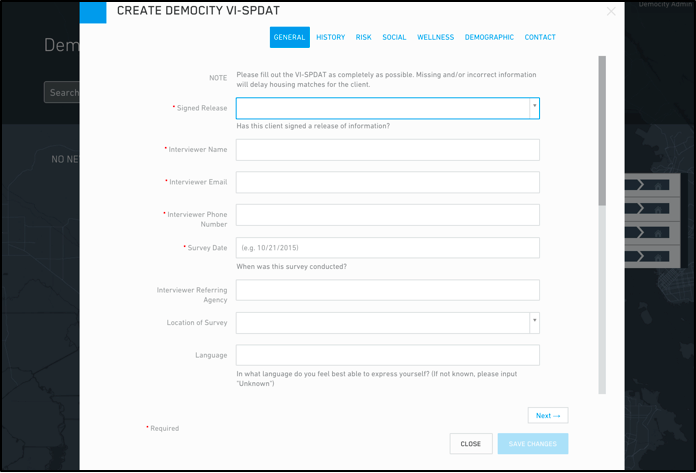 CREATE DEMOCITY VI-SPDAT
Democity Admin
Dem
Search
NO NE
GENERAL HISTORY RISK SOCIAL WELLNESS DEMOGRAPHIC CONTACT
NOTE Please fill out the VI-SPDAT as completely as possible. Missing and/or incorrect information
will delay housing matches for the client.
* Signed Release
Has this client signed a release of information?
* Interviewer Name
* Interviewer Email
* Interviewer Phone
Number
* Survey Date (e.g. 10/21/2015)
When was this survey conducted?
Interviewer Referring
Agency
Location of Survey
Language
In what language do you feel best able to express yourself? (If not known, please input
"Unknown")
Next →
* Required
CLOSE SAVE CHANGES